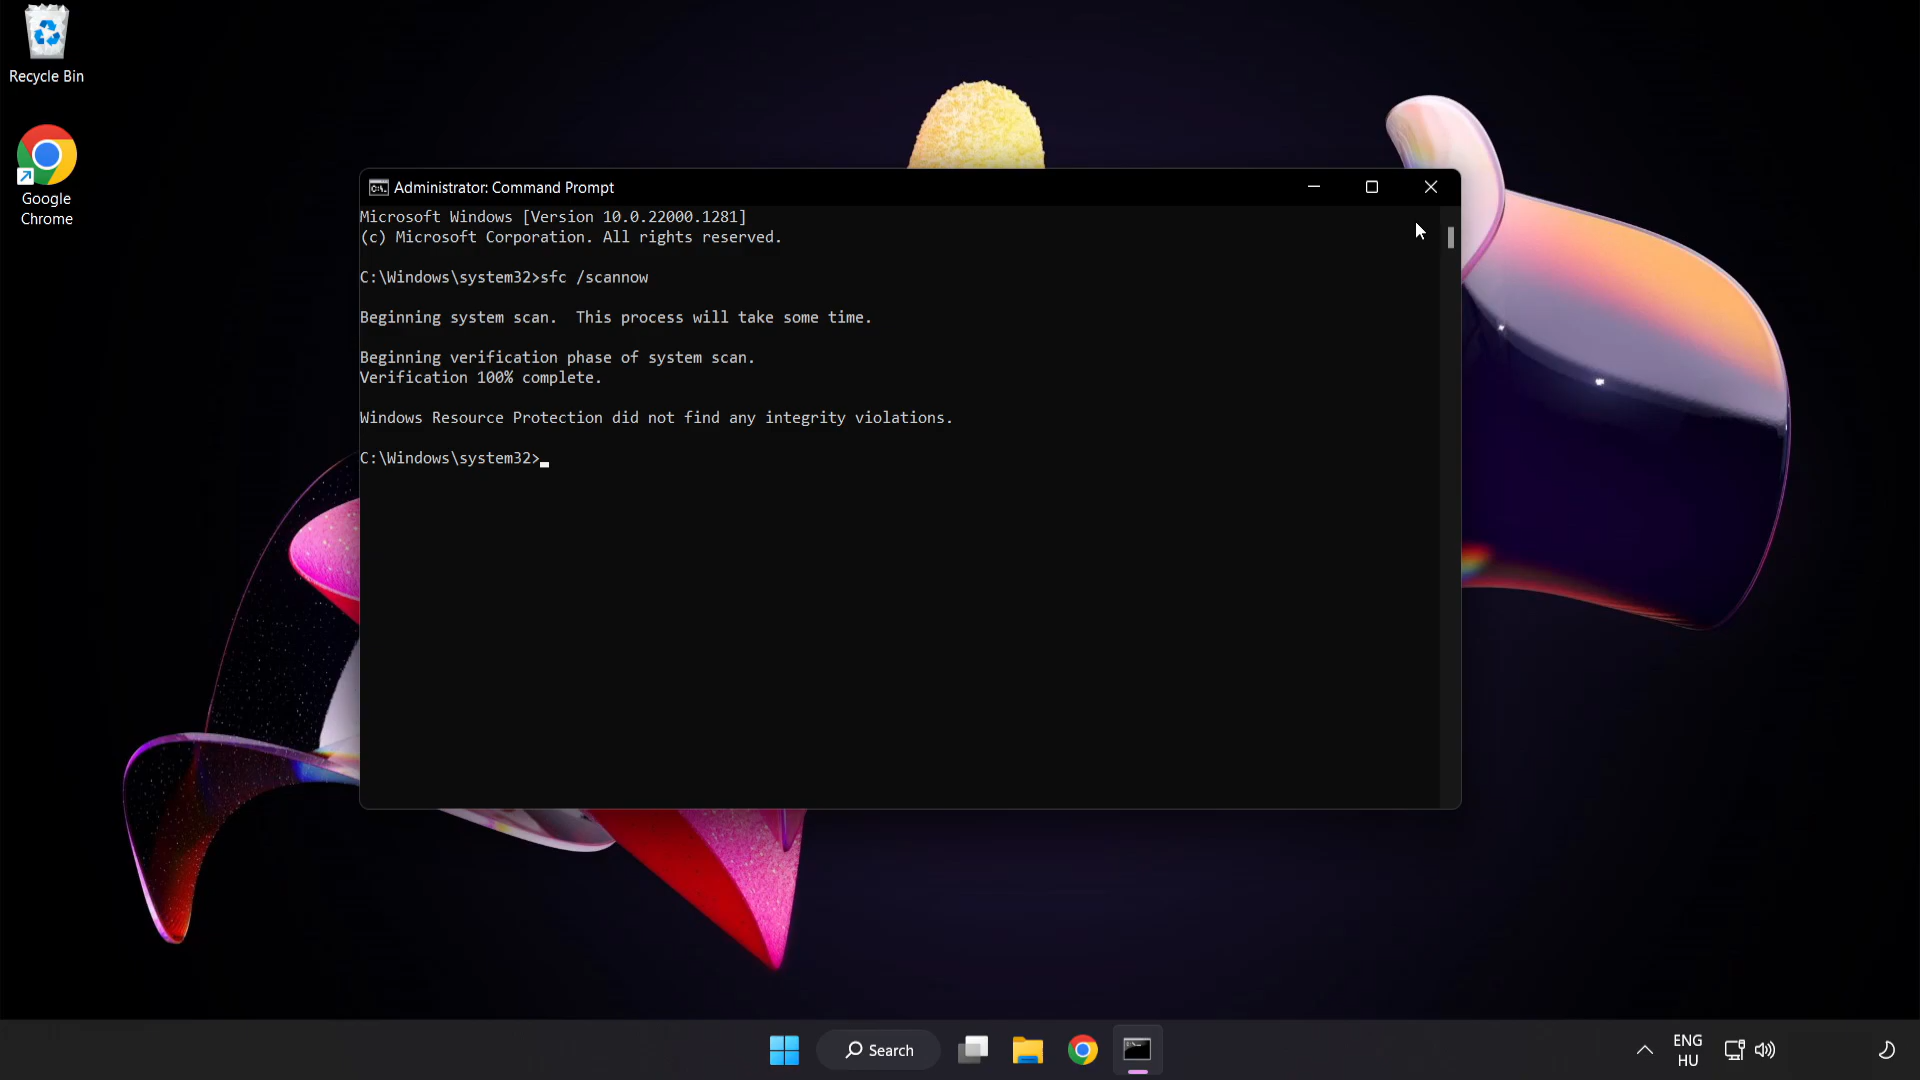 Recycle Bin
Google
Chrome
Administrator: Command Prompt
Microsoft Windows [Version 10.0.22000.1281]
(c) Microsoft Corporation. All rights reserved.
C:\Windows\system32>sfc /scannow
Beginning system scan.  This process will take some time.
Beginning verification phase of system scan.
Verification 100% complete.
Windows Resource Protection did not find any integrity violations.
C:\Windows\system32>
Search
ENG
HU